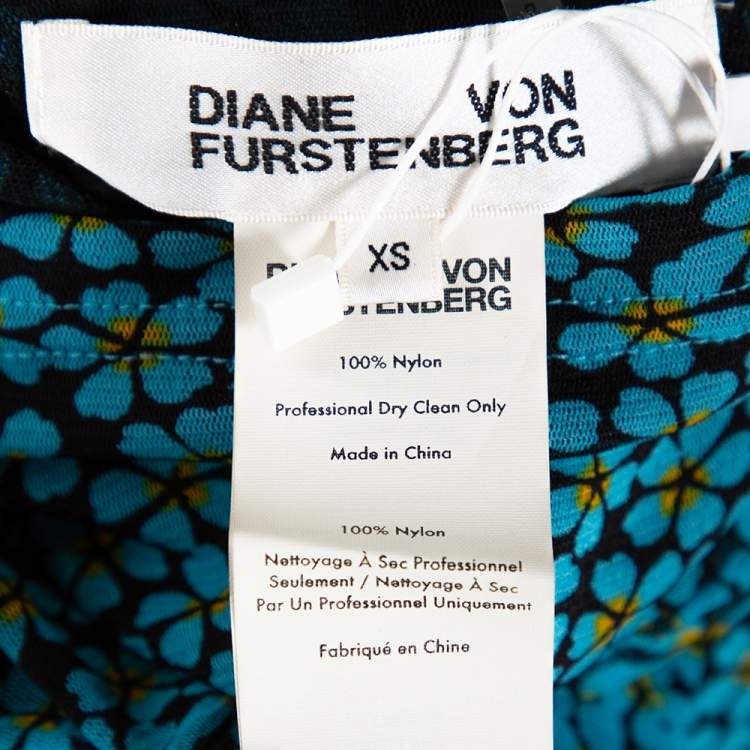 DIANE VON
FURSTENBERG
XS
VON
100% Nylon
Professional Dry Clean Only
Made in China
100% Nylon
Nettoyage À Sec Professionnel
Seulement / Nettoyage À Sec
Par Un Professionnel Uniquement
Fabriqué en Chine